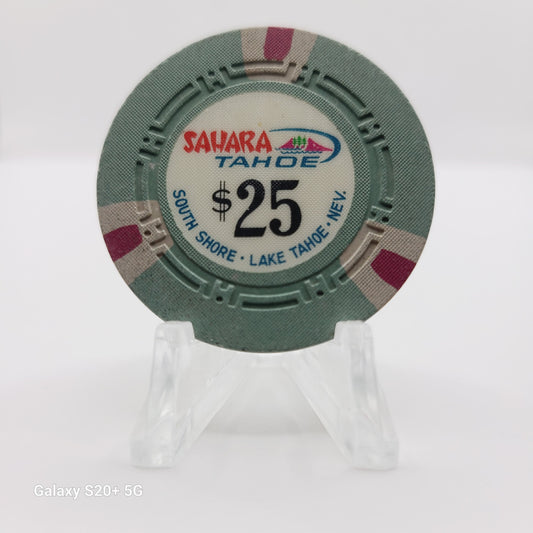 SAHARA
TAHOE
$25
SOUTH SHORE • LAKE TAHOE • NEV.
Galaxy S20+ 5G